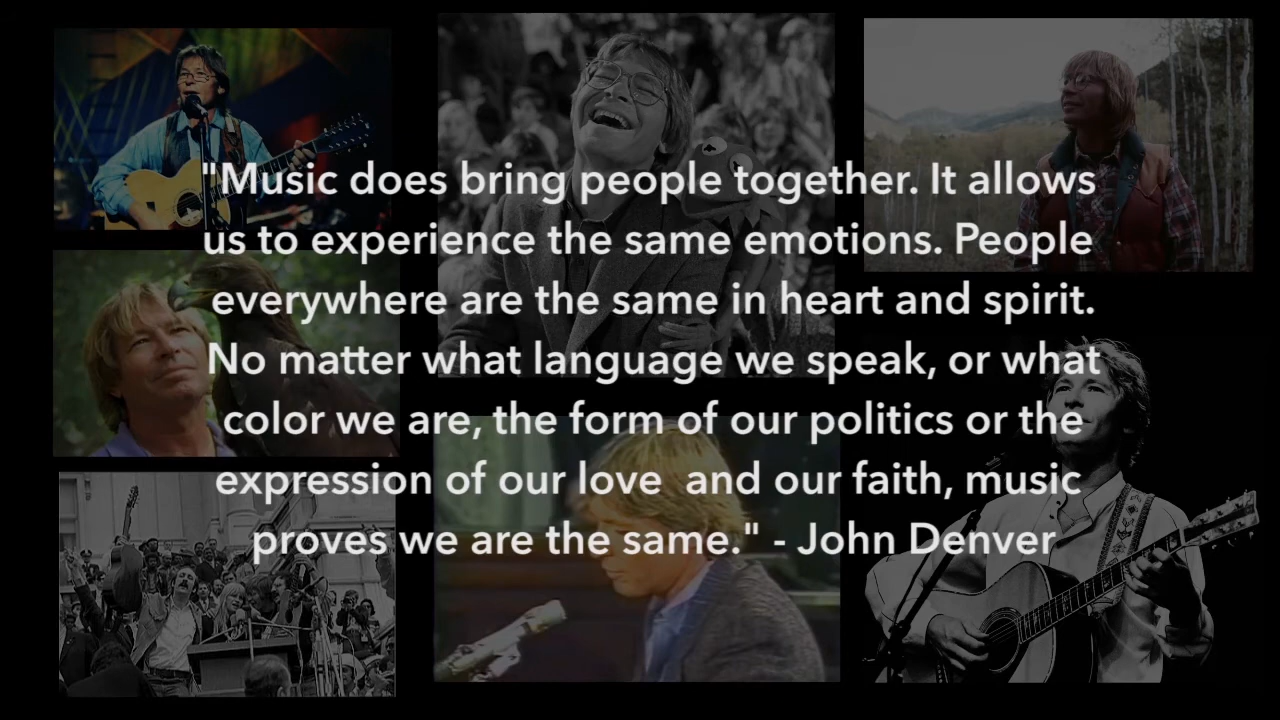 "Music does bring people together. It allows
us to experience the same emotions. People
everywhere are the same in heart and spirit.
No matter what language we speak, or what
color we are, the form of our politics or the
expression of our love  and our faith, music
proves we are the same." - John Denver